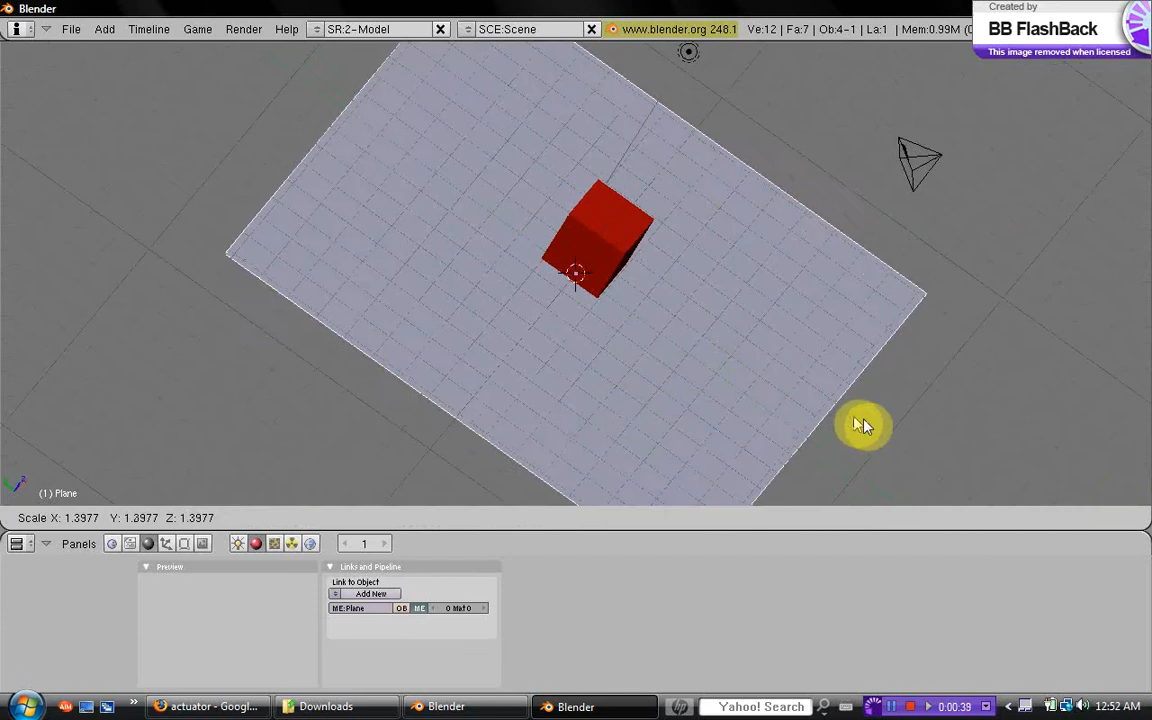 Blender
Created by
BB FlashBack
This image removed when licensed
File Add Timeline Game Render Help SR:2-Model SCE:Scene www.blender.org 248.1 Ve:12 | Fa:7 | Ob:4-1 | La:1 | Mem:0.99M
(1) Plane
Scale X: 1.3977 Y: 1.3977 Z: 1.3977
Panels 1
Preview Links and Pipeline
Link to Object
Add New
ME:Plane OB ME 0 Mat 0
actuator - Googl... Downloads Blender Blender Yahoo! Search 0:00:39 12:52 AM